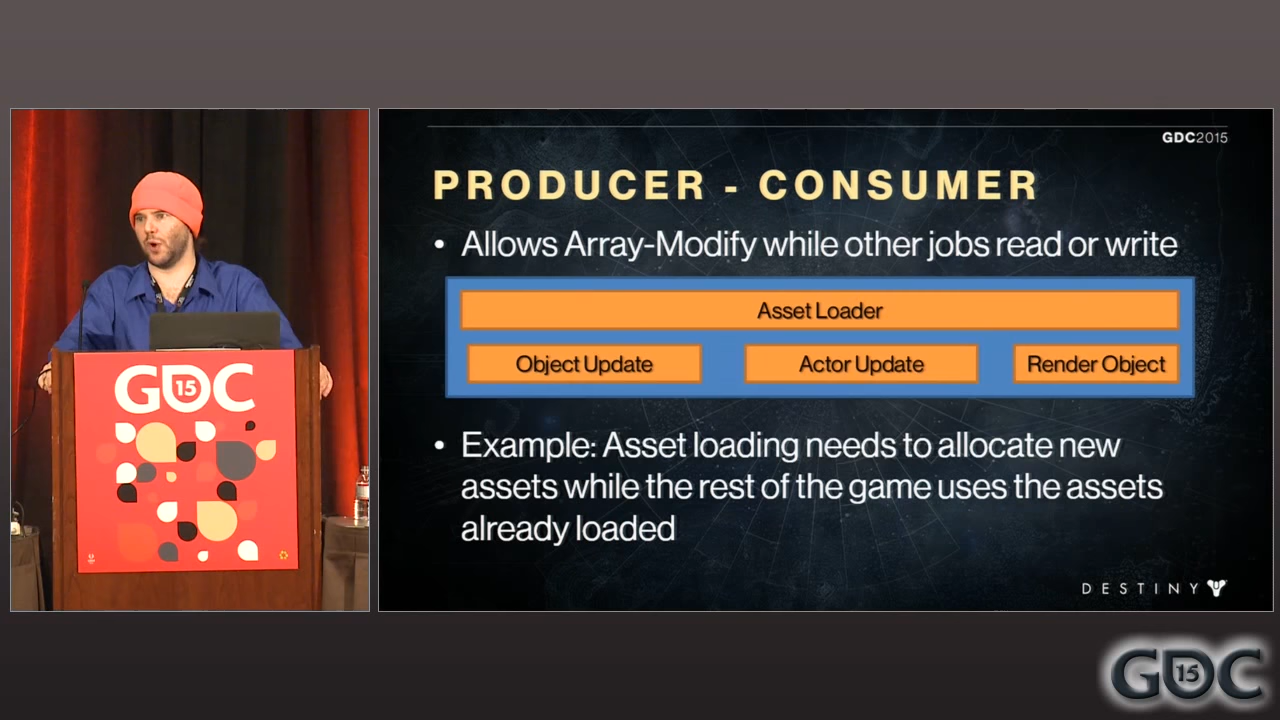 GDC2015
PRODUCER - CONSUMER
• Allows Array-Modify while other jobs read or write
Asset Loader
Object Update
Actor Update
Render Object
• Example: Asset loading needs to allocate new
assets while the rest of the game uses the assets
already loaded
DESTINY
GDC 15
GDC 15